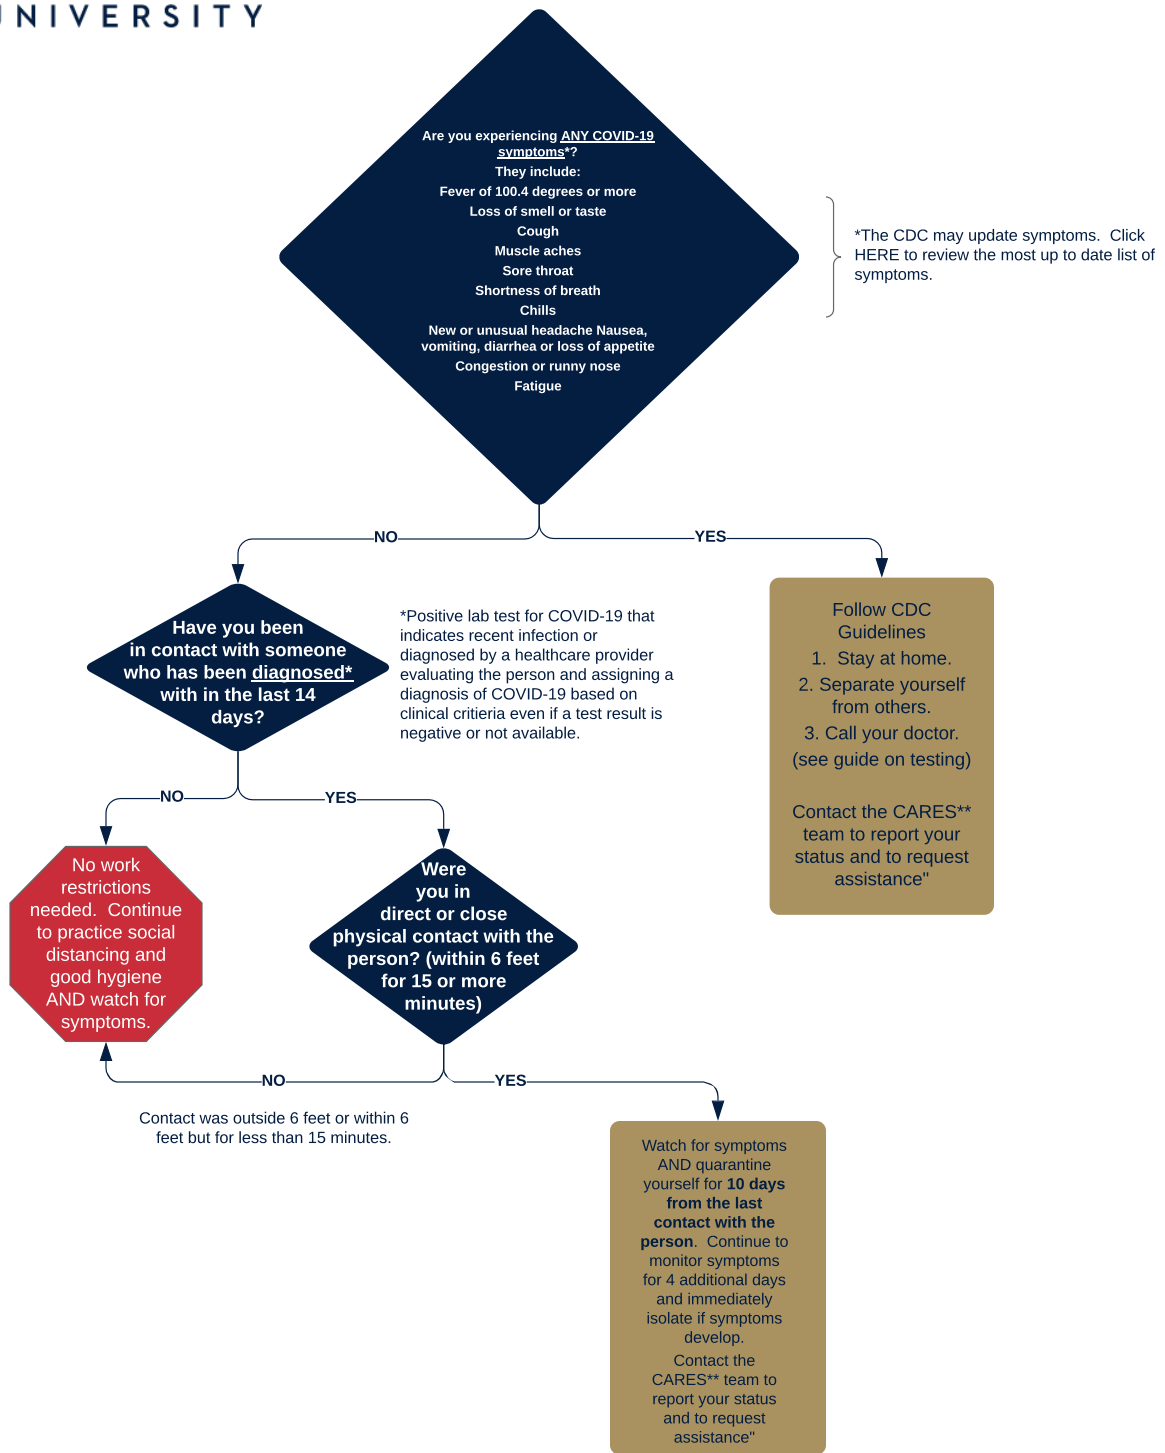 UNIVERSITY
Are you experiencing ANY COVID-19
symptoms*?
They include:
Fever of 100.4 degrees or more
Loss of smell or taste
Cough
Muscle aches
Sore throat
Shortness of breath
Chills
New or unusual headache Nausea,
vomiting, diarrhea or loss of appetite
Congestion or runny nose
Fatigue
*The CDC may update symptoms.  Click
HERE to review the most up to date list of
symptoms.
NO
YES
Have you been
in contact with someone
who has been diagnosed*
with in the last 14
days?
*Positive lab test for COVID-19 that
indicates recent infection or
diagnosed by a healthcare provider
evaluating the person and assigning a
diagnosis of COVID-19 based on
clinical critieria even if a test result is
negative or not available.
Follow CDC
Guidelines
1.  Stay at home.
2. Separate yourself
from others.
3. Call your doctor.
(see guide on testing)
Contact the CARES**
team to report your
status and to request
assistance"
NO
YES
No work
restrictions
needed.  Continue
to practice social
distancing and
good hygiene
AND watch for
symptoms.
Were
you in
direct or close
physical contact with the
person? (within 6 feet
for 15 or more
minutes)
NO
YES
Contact was outside 6 feet or within 6
feet but for less than 15 minutes.
Watch for symptoms
AND quarantine
yourself for 10 days
from the last
contact with the
person.  Continue to
monitor symptoms
for 4 additional days
and immediately
isolate if symptoms
develop.
Contact the
CARES** team to
report your status
and to request
assistance"